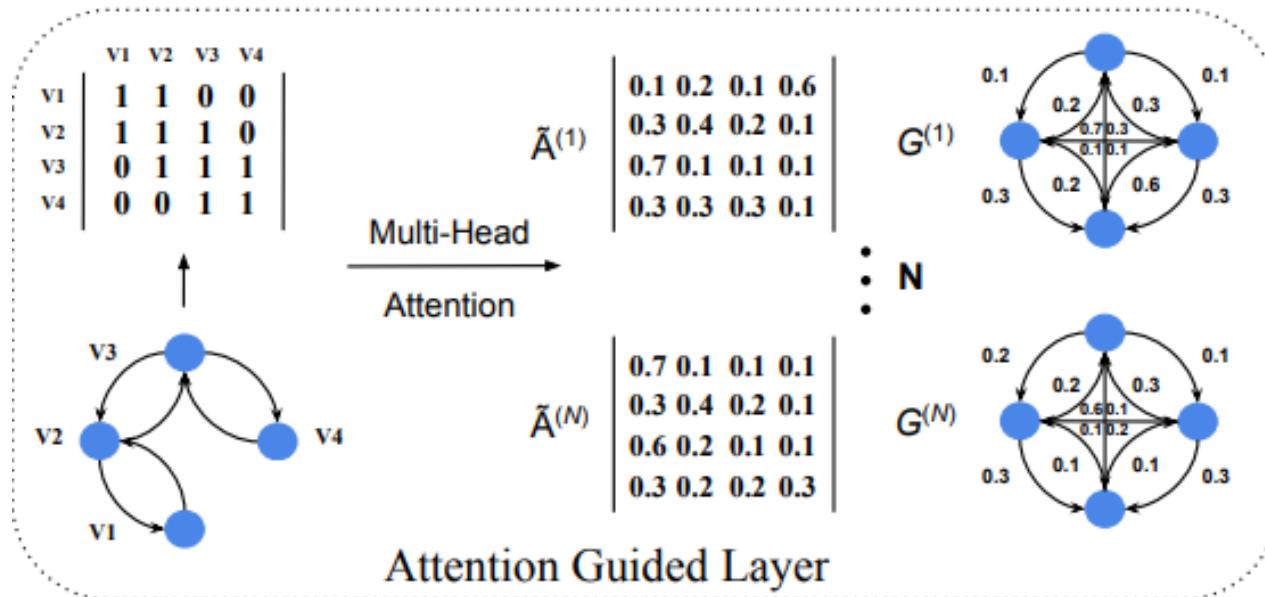 V1 V2 V3 V4
V1 1 1 0 0
V2 1 1 1 0
V3 0 1 1 1
V4 0 0 1 1
V3
V2
V4
V1
Multi-Head
Attention
Ã(1)
0.1 0.2 0.1 0.6
0.3 0.4 0.2 0.1
0.7 0.1 0.1 0.1
0.3 0.3 0.3 0.1
G(1)
0.1 0.1
0.2 0.3
0.7 0.3
0.1 0.1
0.2 0.6
0.3 0.3
N
Ã(N)
0.7 0.1 0.1 0.1
0.3 0.4 0.2 0.1
0.6 0.2 0.1 0.1
0.3 0.2 0.2 0.3
G(N)
0.2 0.1
0.2 0.3
0.6 0.1
0.1 0.2
0.1 0.1
0.3 0.3
Attention Guided Layer